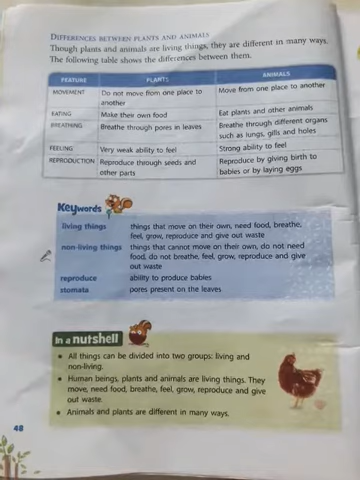 DIFFERENCES BETWEEN PLANTS AND ANIMALS
Though plants and animals are living things, they are different in many ways.
The following table shows the differences between them.
FEATURE PLANTS ANIMALS
MOVEMENT Do not move from one place to another Move from one place to another
EATING Make their own food Eat plants and other animals
BREATHING Breathe through pores in leaves Breathe through different organs such as lungs, gills and holes
FEELING Very weak ability to feel Strong ability to feel
REPRODUCTION Reproduce through seeds and other parts Reproduce by giving birth to babies or by laying eggs
Keywords
living things things that move on their own, need food, breathe,
feel, grow, reproduce and give out waste
non-living things things that cannot move on their own, do not need
food, do not breathe, feel, grow, reproduce and give
out waste
reproduce ability to produce babies
stomata pores present on the leaves
In a nutshell
• All things can be divided into two groups: living and
non-living.
• Human beings, plants and animals are living things. They
move, need food, breathe, feel, grow, reproduce and give
out waste.
• Animals and plants are different in many ways.
48